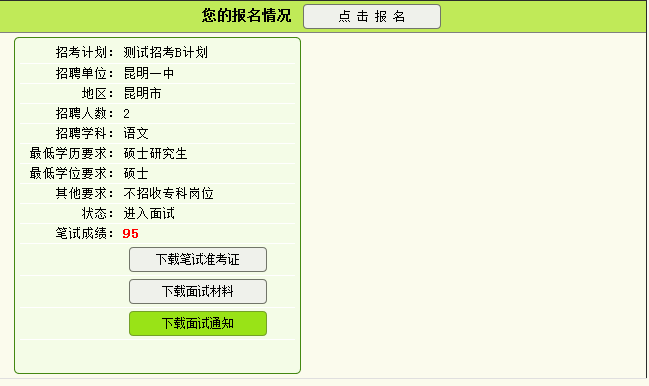 您的报名情况 点 击 报 名
招考计划： 测试招考B计划
招聘单位： 昆明一中
地区： 昆明市
招聘人数： 2
招聘学科： 语文
最低学历要求： 硕士研究生
最低学位要求： 硕士
其他要求： 不招收专科岗位
状态： 进入面试
笔试成绩： 95
下载笔试准考证
下载面试材料
下载面试通知